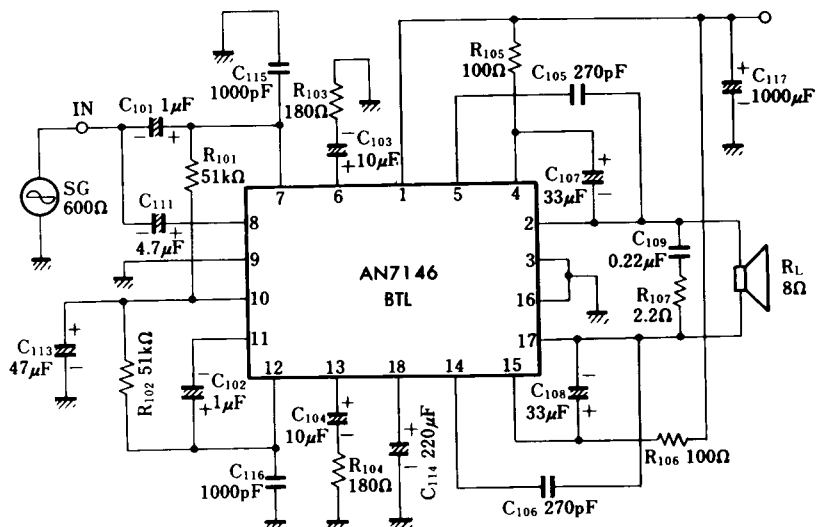 R105
100Ω
C105 270pF
C115
1000pF
R103
180Ω
C117
1000µF
C101 1µF
IN
C103
10µF
R101
51kΩ
C107
33µF
SG
600Ω
C111
4.7µF
7 6 1 5 4
8
9
10
11
2
3
16
17
AN7146
BTL
C109
0.22µF
R107
2.2Ω
RL
8Ω
12 13 18 14 15
C113
47µF
R102 51kΩ
C102
1µF
C104
10µF
R104
180Ω
C114 220µF
C108
33µF
R106 100Ω
C116
1000pF
C106 270pF